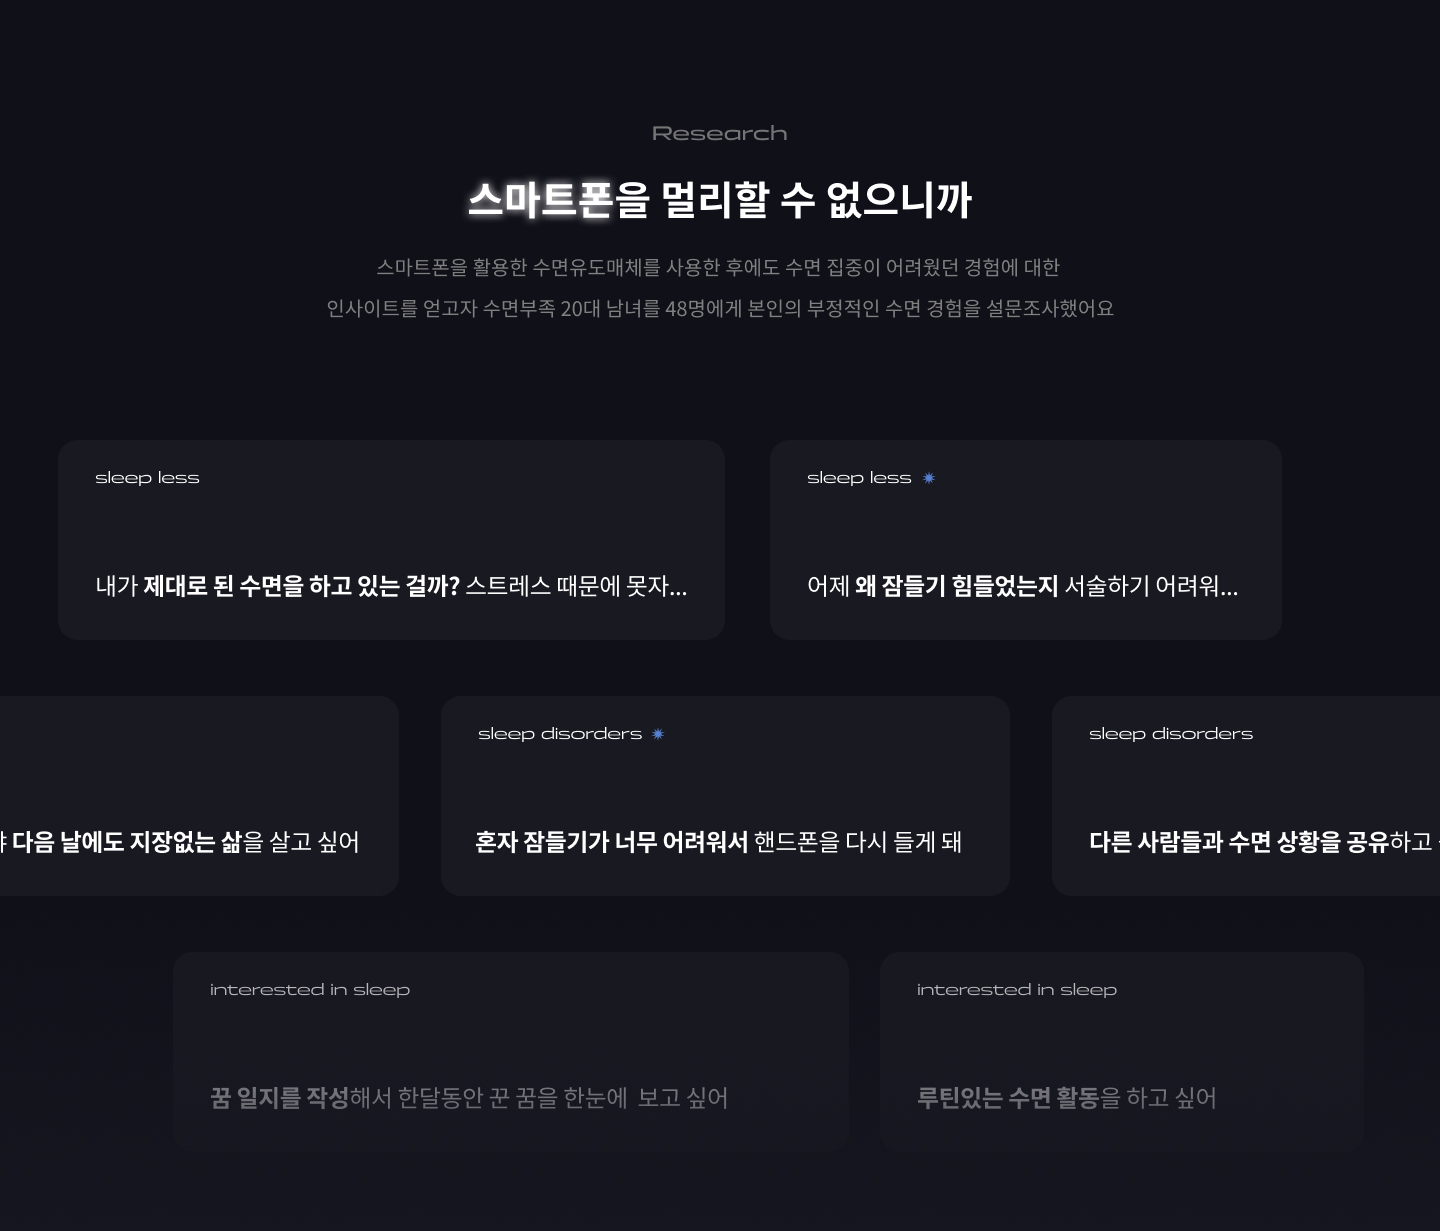 Research
스마트폰을 멀리할 수 없으니까
스마트폰을 활용한 수면유도매체를 사용한 후에도 수면 집중이 어려웠던 경험에 대한
인사이트를 얻고자 수면부족 20대 남녀를 48명에게 본인의 부정적인 수면 경험을 설문조사했어요
sleep less
내가 제대로 된 수면을 하고 있는 걸까? 스트레스 때문에 못자...
sleep less
어제 왜 잠들기 힘들었는지 서술하기 어려워...
다음 날에도 지장없는 삶을 살고 싶어
sleep disorders
혼자 잠들기가 너무 어려워서 핸드폰을 다시 들게 돼
sleep disorders
다른 사람들과 수면 상황을 공유하고
interested in sleep
꿈 일지를 작성해서 한달동안 꾼 꿈을 한눈에 보고 싶어
interested in sleep
루틴있는 수면 활동을 하고 싶어